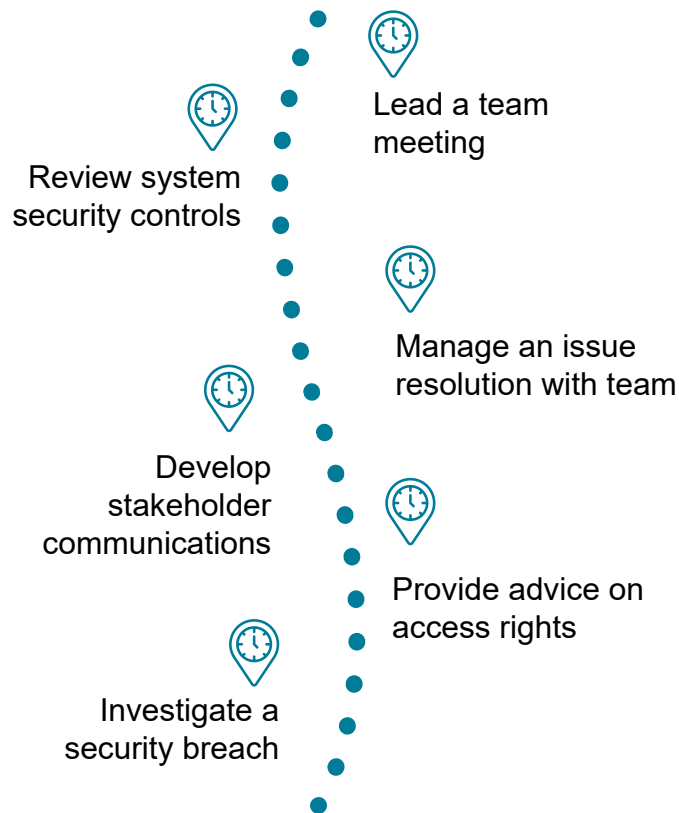 Lead a team
meeting
Review system
security controls
Manage an issue
resolution with team
Develop
stakeholder
communications
Provide advice on
access rights
Investigate a
security breach